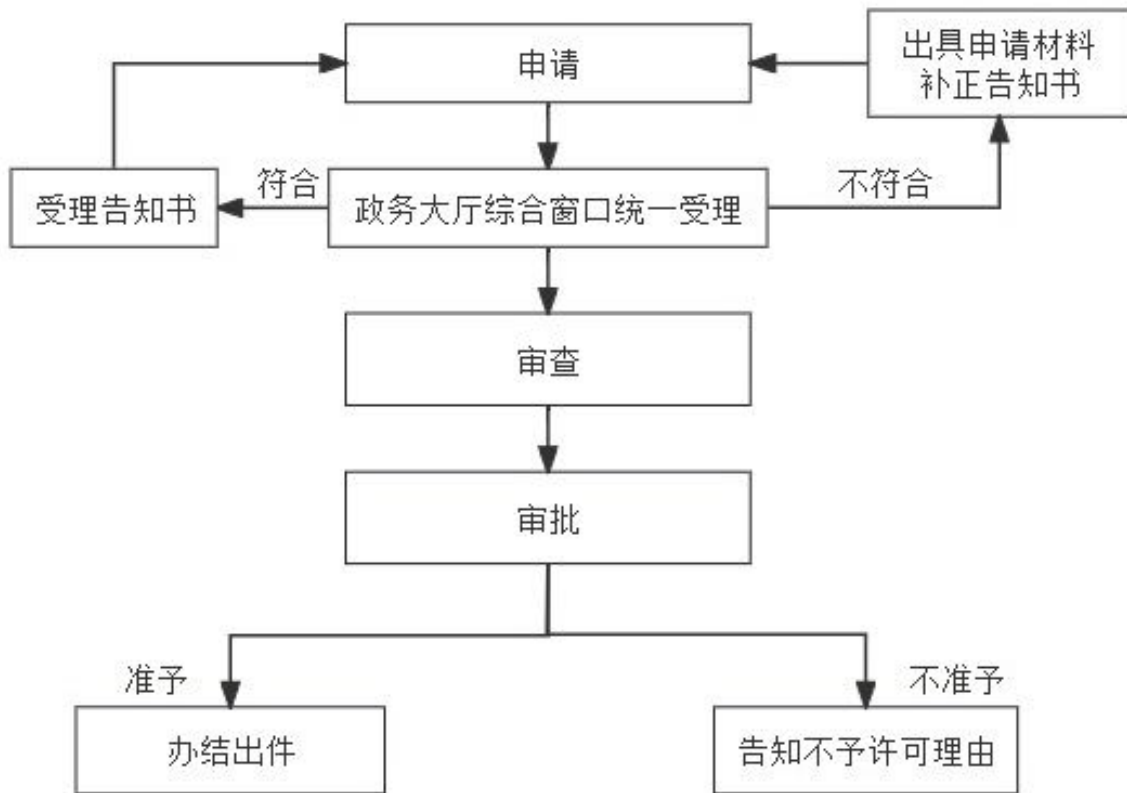 申请
出具申请材料
补正告知书
受理告知书
符合
政务大厅综合窗口统一受理
不符合
审查
审批
准予
不准予
办结出件
告知不予许可理由